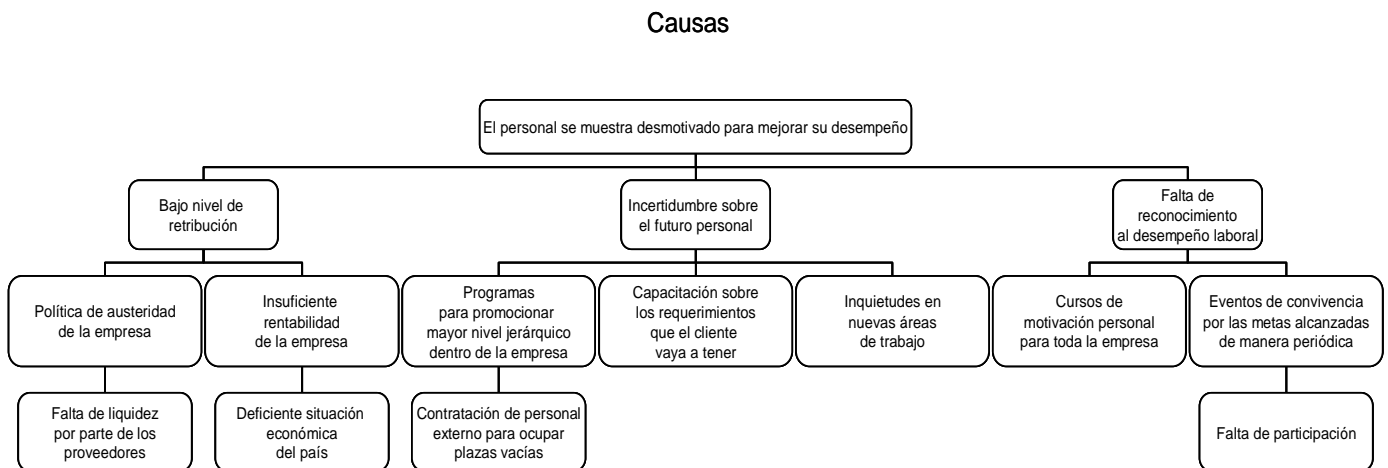 Causas
El personal se muestra desmotivado para mejorar su desempeño
Bajo nivel de
retribución
Incertidumbre sobre
el futuro personal
Falta de
reconocimiento
al desempeño laboral
Política de austeridad
de la empresa
Insuficiente
rentabilidad
de la empresa
Programas
para promocionar
mayor nivel jerárquico
dentro de la empresa
Capacitación sobre
los requerimientos
que el cliente
vaya a tener
Inquietudes en
nuevas áreas
de trabajo
Cursos de
motivación personal
para toda la empresa
Eventos de convivencia
por las metas alcanzadas
de manera periódica
Falta de liquidez
por parte de los
proveedores
Deficiente situación
económica
del país
Contratación de personal
externo para ocupar
plazas vacías
Falta de participación